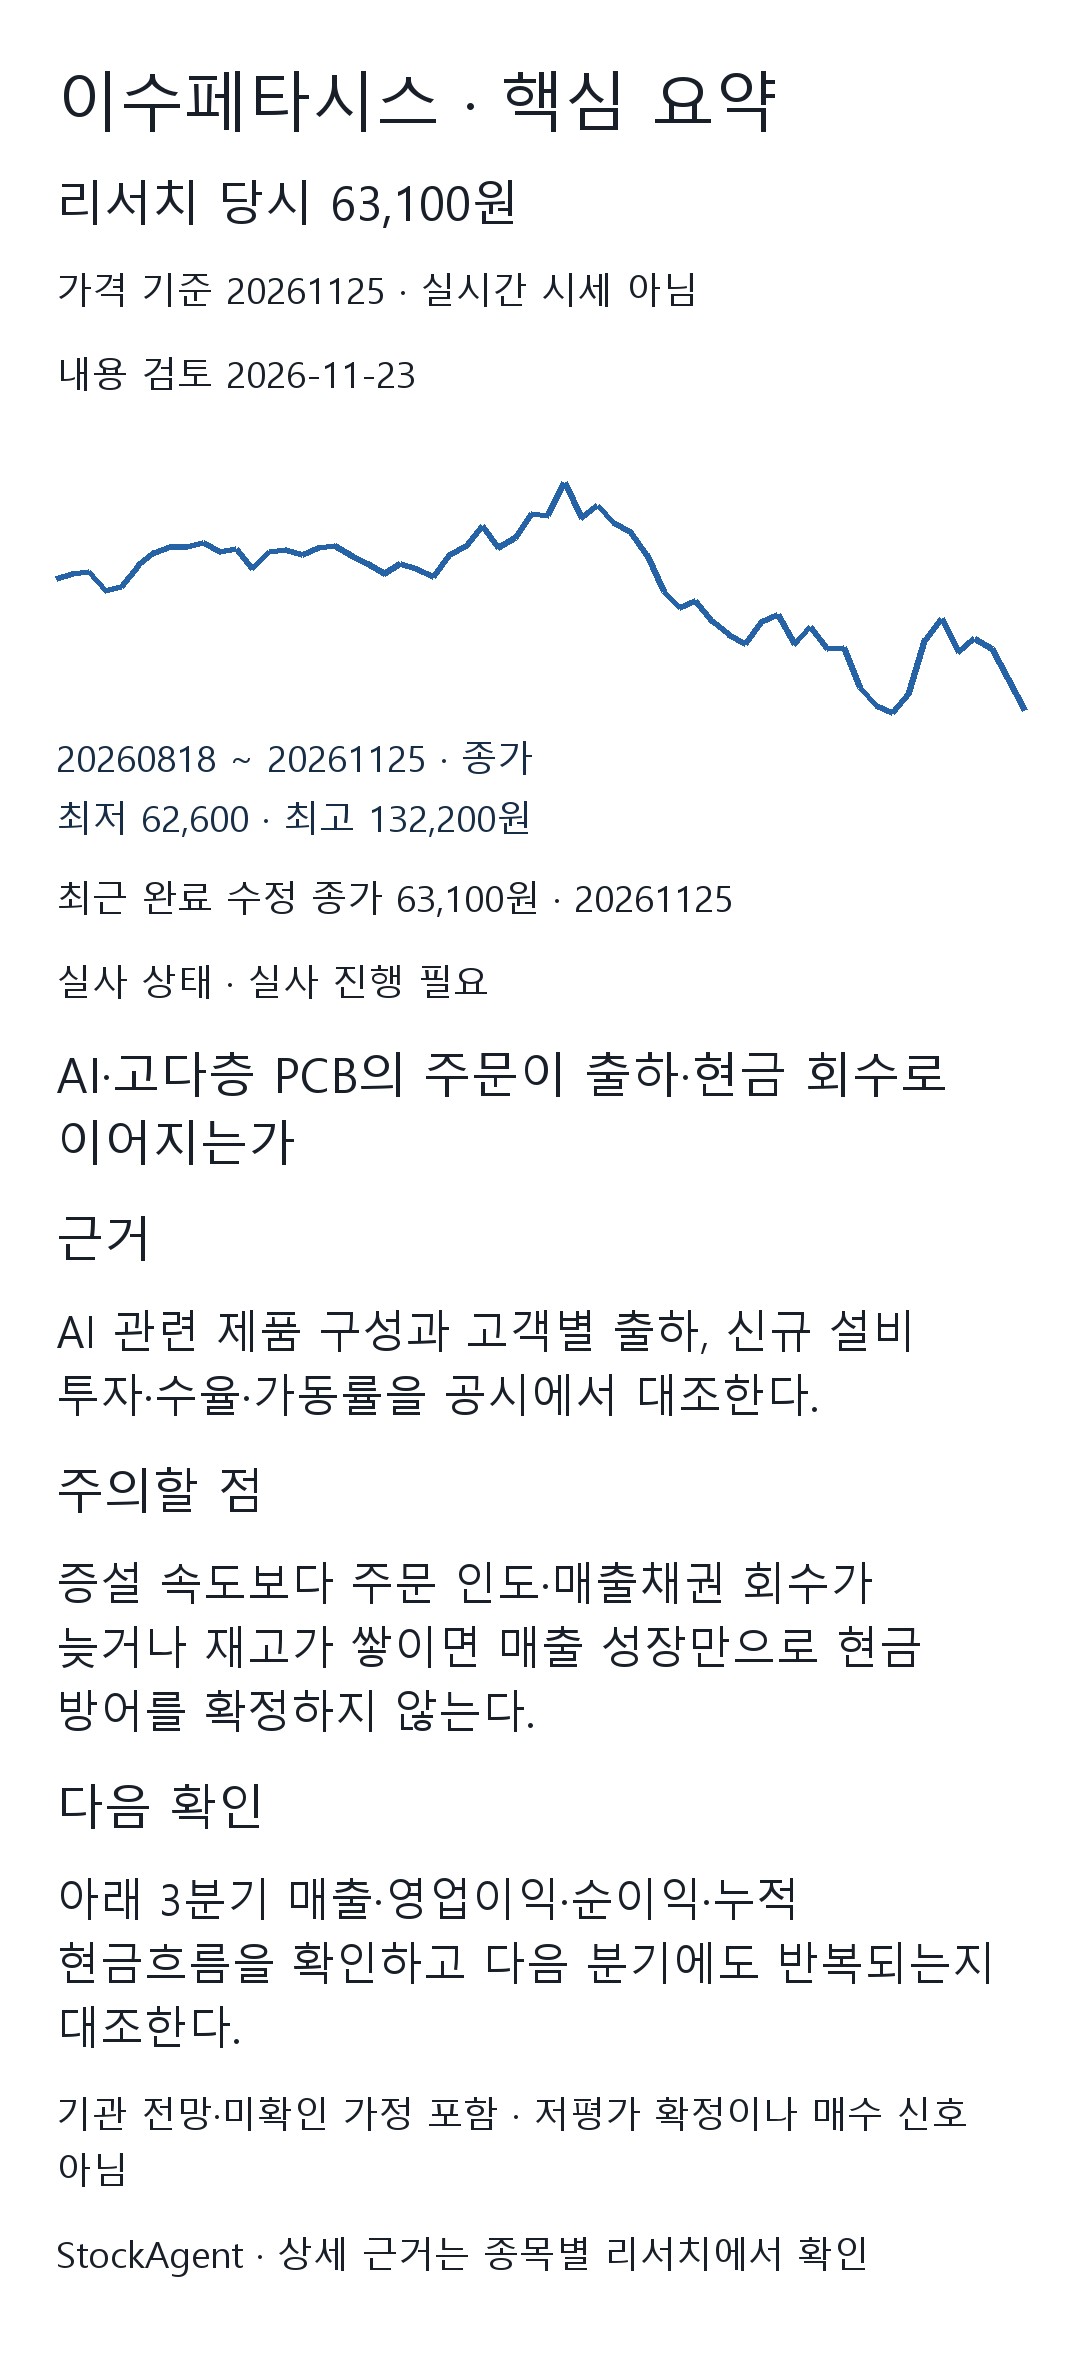 이수페타시스 · 핵심 요약
리서치 당시 63,100원
가격 기준 20261125 · 실시간 시세 아님
내용 검토 2026-11-23
20260818 ~ 20261125 · 종가
최저 62,600 · 최고 132,200원
최근 완료 수정 종가 63,100원 · 20261125
실사 상태 · 실사 진행 필요
AI·고다층 PCB의 주문이 출하·현금 회수로
이어지는가
근거
AI 관련 제품 구성과 고객별 출하, 신규 설비
투자·수율·가동률을 공시에서 대조한다.
주의할 점
증설 속도보다 주문 인도·매출채권 회수가
늦거나 재고가 쌓이면 매출 성장만으로 현금
방어를 확정하지 않는다.
다음 확인
아래 3분기 매출·영업이익·순이익·누적
현금흐름을 확인하고 다음 분기에도 반복되는지
대조한다.
기관 전망·미확인 가정 포함 · 저평가 확정이나 매수 신호
아님
StockAgent · 상세 근거는 종목별 리서치에서 확인